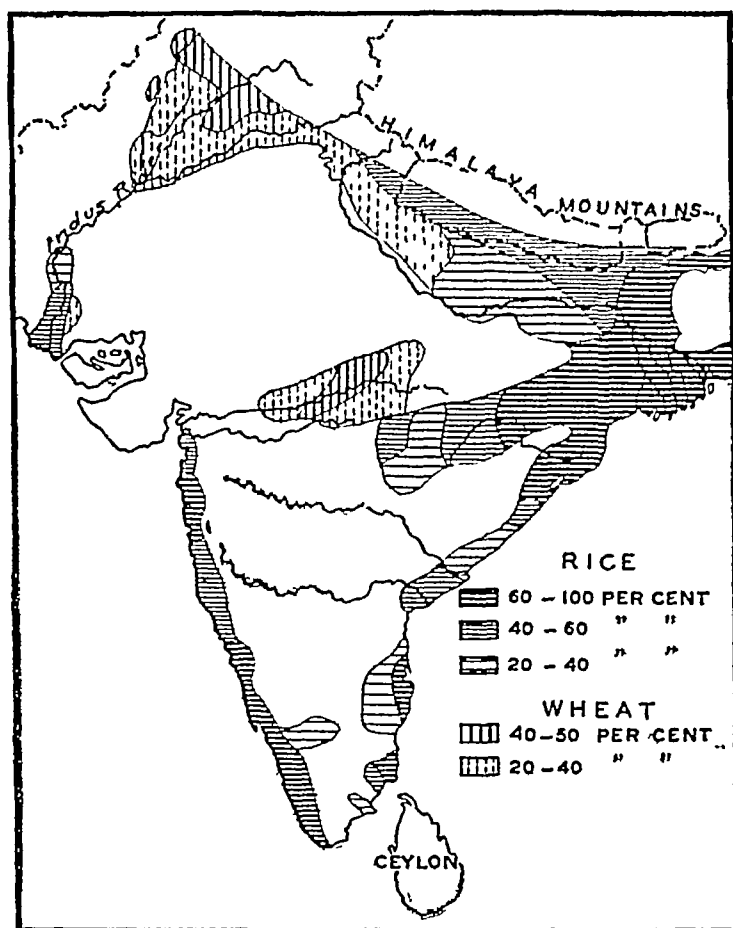 HIMALAYA
MOUNTAINS
Indus R.
RICE
60 – 100 PER CENT
40 – 60 " "
20 – 40 " "
WHEAT
40–50 PER CENT
20–40 " "
CEYLON